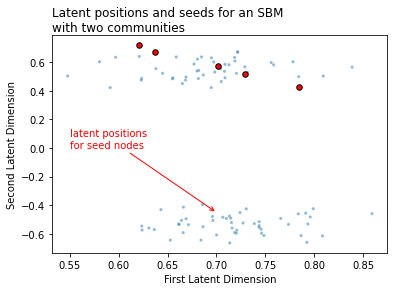 Latent positions and seeds for an SBM
with two communities
Second Latent Dimension
0.6
0.4
0.2
0.0
−0.2
−0.4
−0.6
latent positions
for seed nodes
0.55
0.60
0.65
0.70
0.75
0.80
0.85
First Latent Dimension